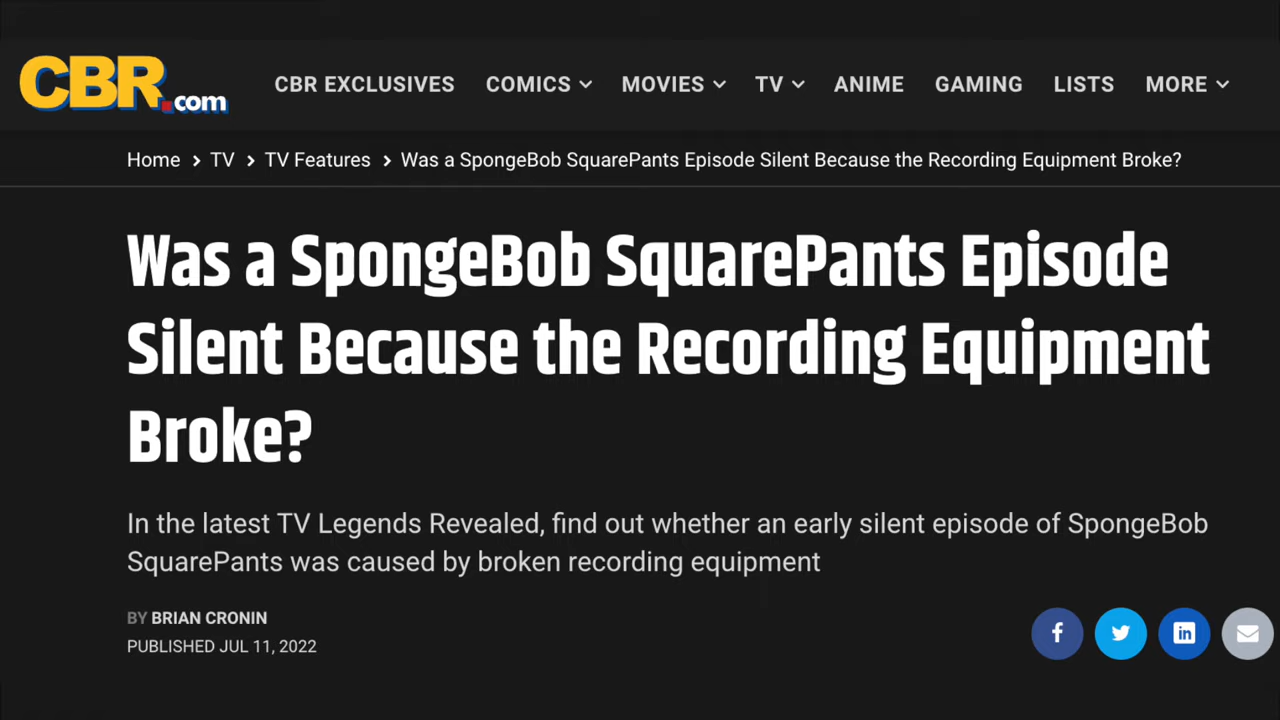 CBR.com
CBR EXCLUSIVES COMICS MOVIES TV ANIME GAMING LISTS MORE
Home > TV > TV Features > Was a SpongeBob SquarePants Episode Silent Because the Recording Equipment Broke?
Was a SpongeBob SquarePants Episode
Silent Because the Recording Equipment
Broke?
In the latest TV Legends Revealed, find out whether an early silent episode of SpongeBob
SquarePants was caused by broken recording equipment
BY BRIAN CRONIN
PUBLISHED JUL 11, 2022